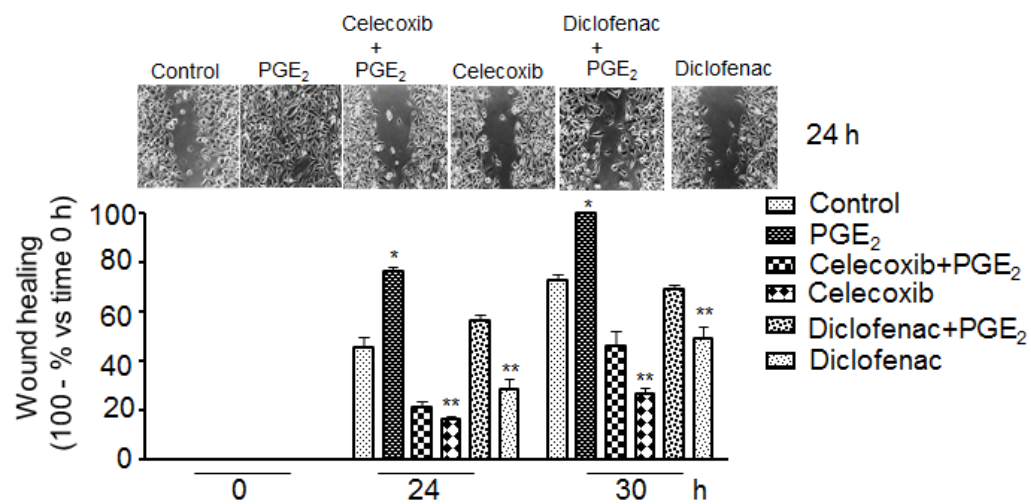 Control
PGE₂
Celecoxib
+
PGE₂
Celecoxib
Diclofenac
+
PGE₂
Diclofenac
24 h
Wound healing
(100 - % vs time 0 h)
100
80
60
40
20
0
*
**
**
*
**
**
0
24
30
h
Control
PGE₂
Celecoxib+PGE₂
Celecoxib
Diclofenac+PGE₂
Diclofenac